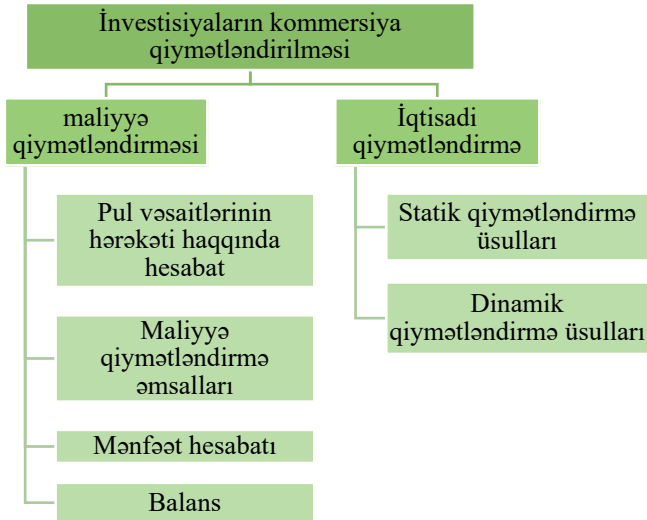 İnvestisiyaların kommersiya
qiymətləndirilməsi
maliyyə
qiymətləndirməsi
Pul vəsaitlərinin
hərəkəti haqqında
hesabat
Maliyyə
qiymətləndirmə
əmsalları
Mənfəət hesabatı
Balans
İqtisadi
qiymətləndirmə
Statik qiymətləndirmə
üsulları
Dinamik
qiymətləndirmə üsulları